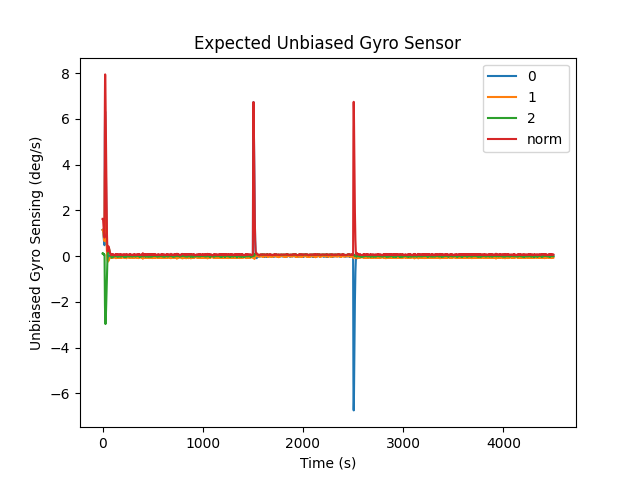 Expected Unbiased Gyro Sensor
Unbiased Gyro Sensing (deg/s)
8
6
4
2
0
−2
−4
−6
0
1
2
norm
0 1000 2000 3000 4000
Time (s)